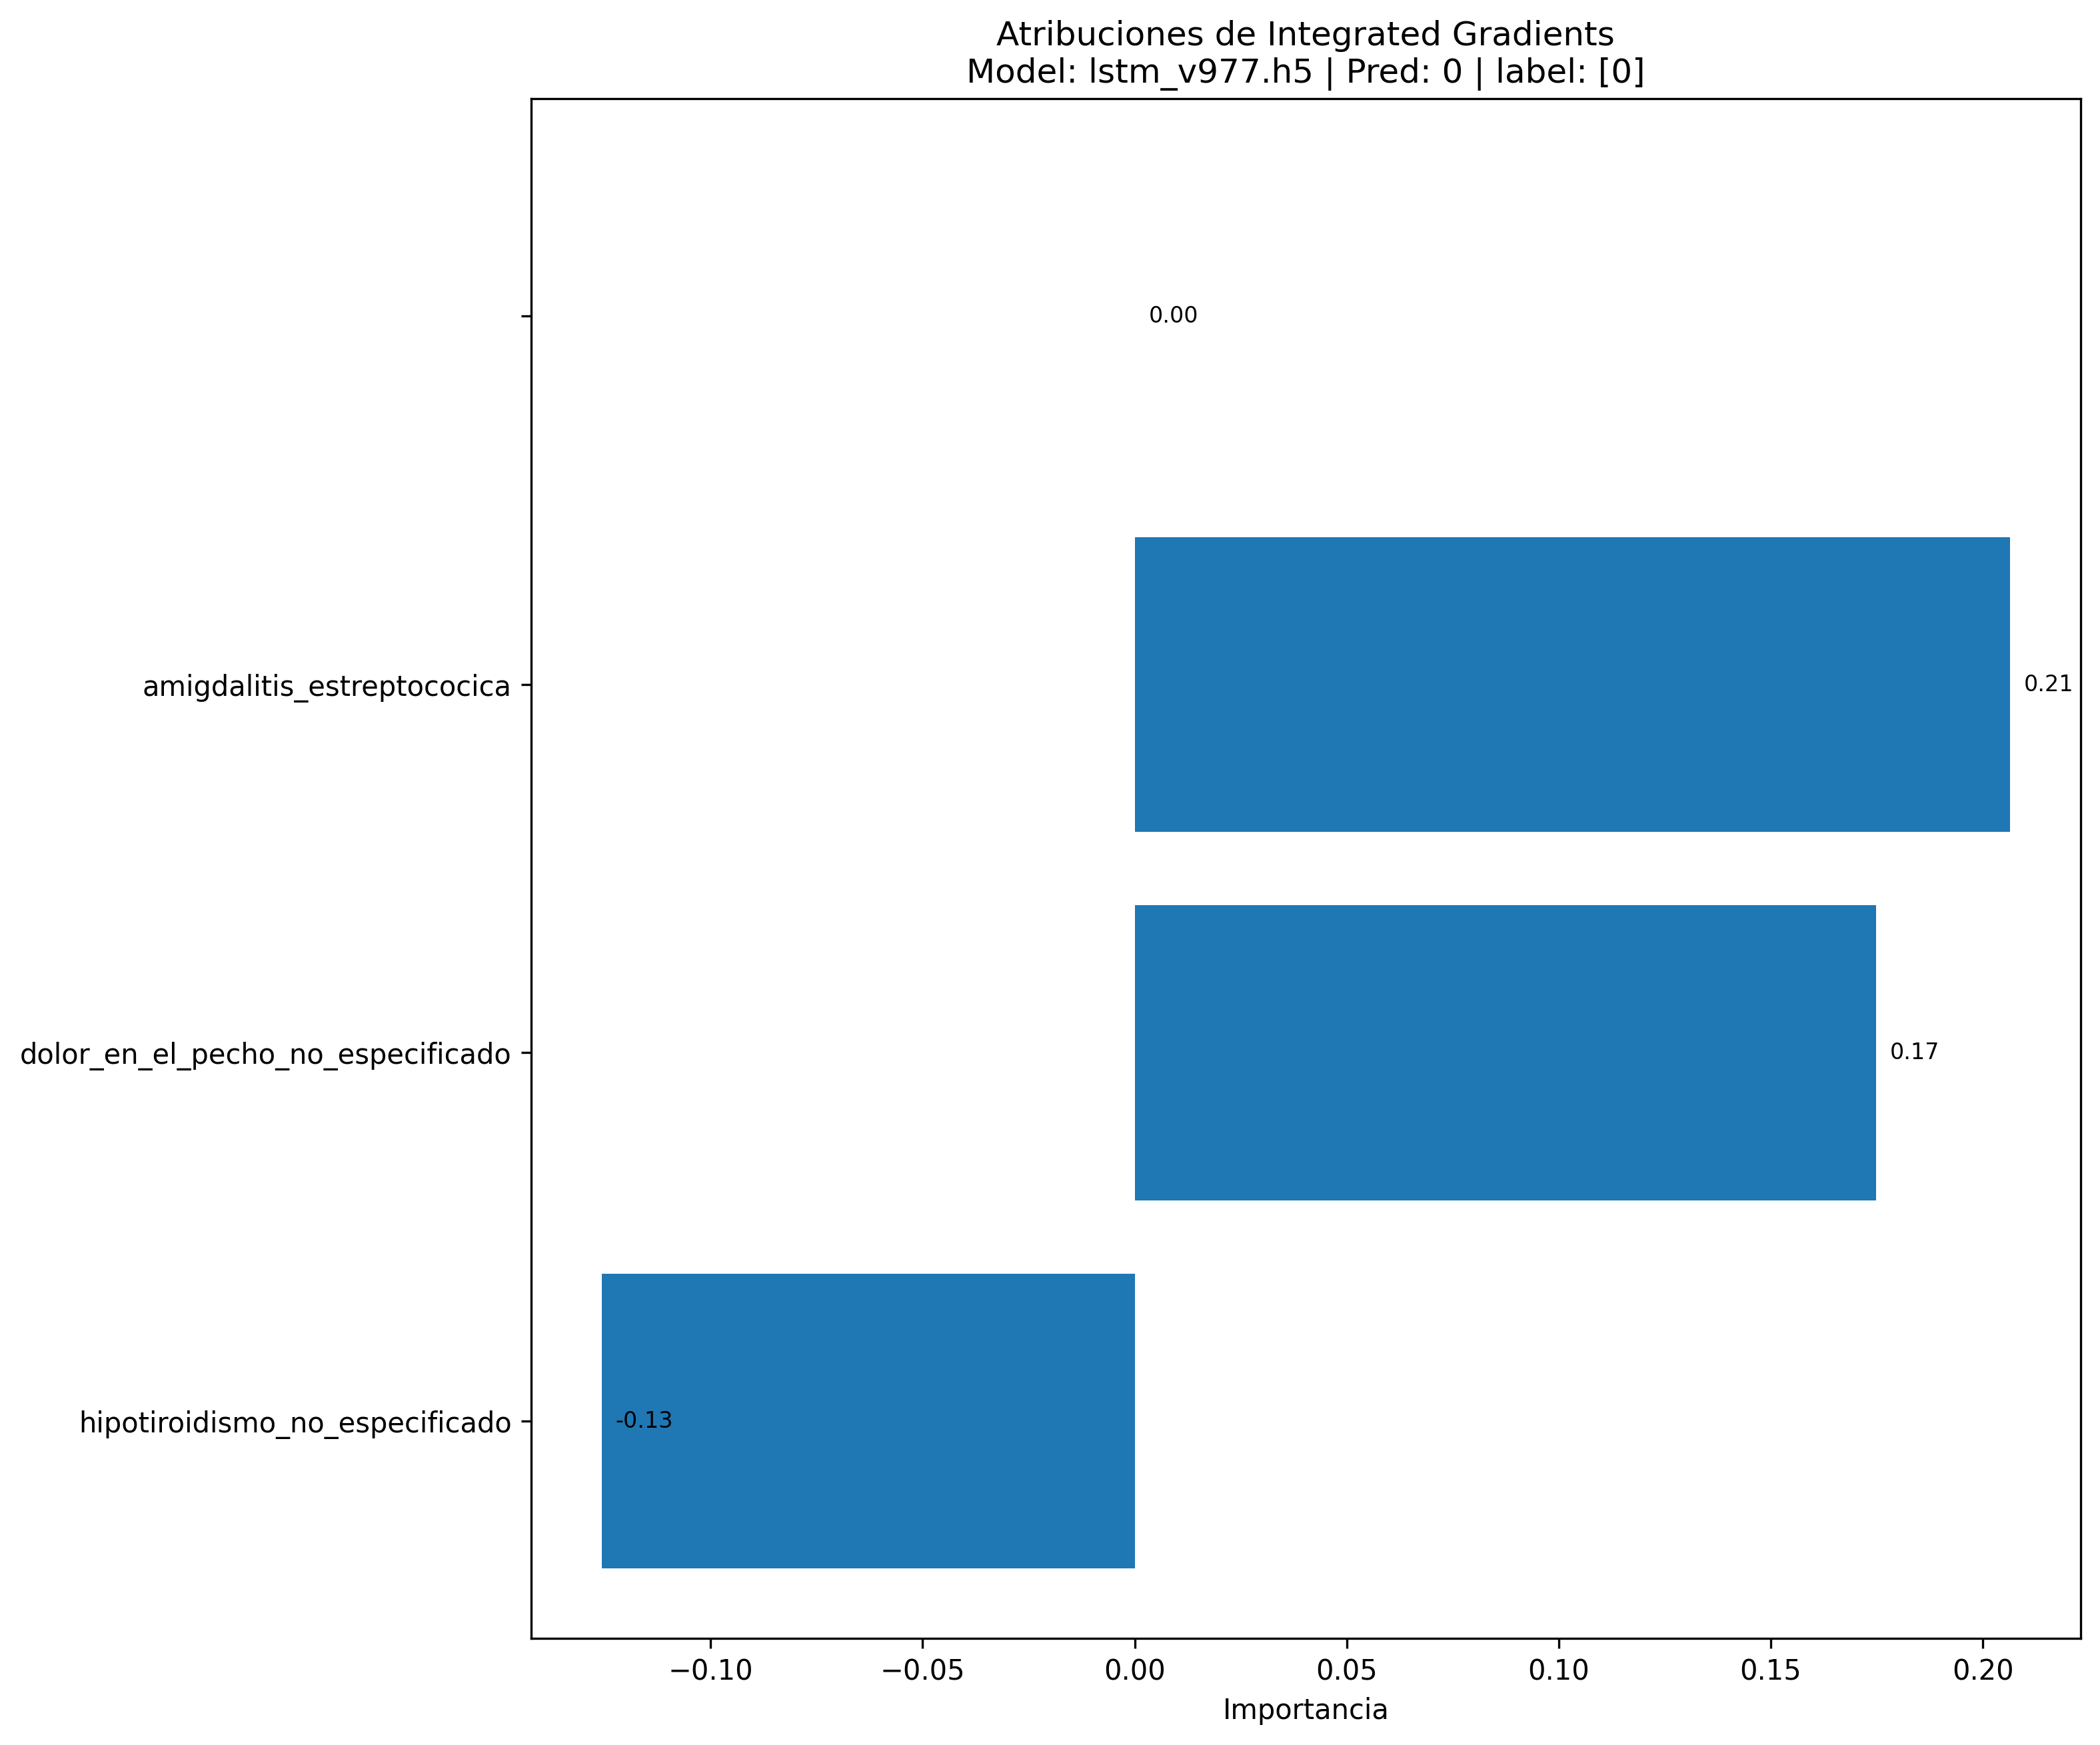 Atribuciones de Integrated Gradients
Model: lstm_v977.h5 | Pred: 0 | label: [0]
0.00
amigdalitis_estreptococica
0.21
dolor_en_el_pecho_no_especificado
0.17
hipotiroidismo_no_especificado
-0.13
−0.10
−0.05
0.00
0.05
0.10
0.15
0.20
Importancia